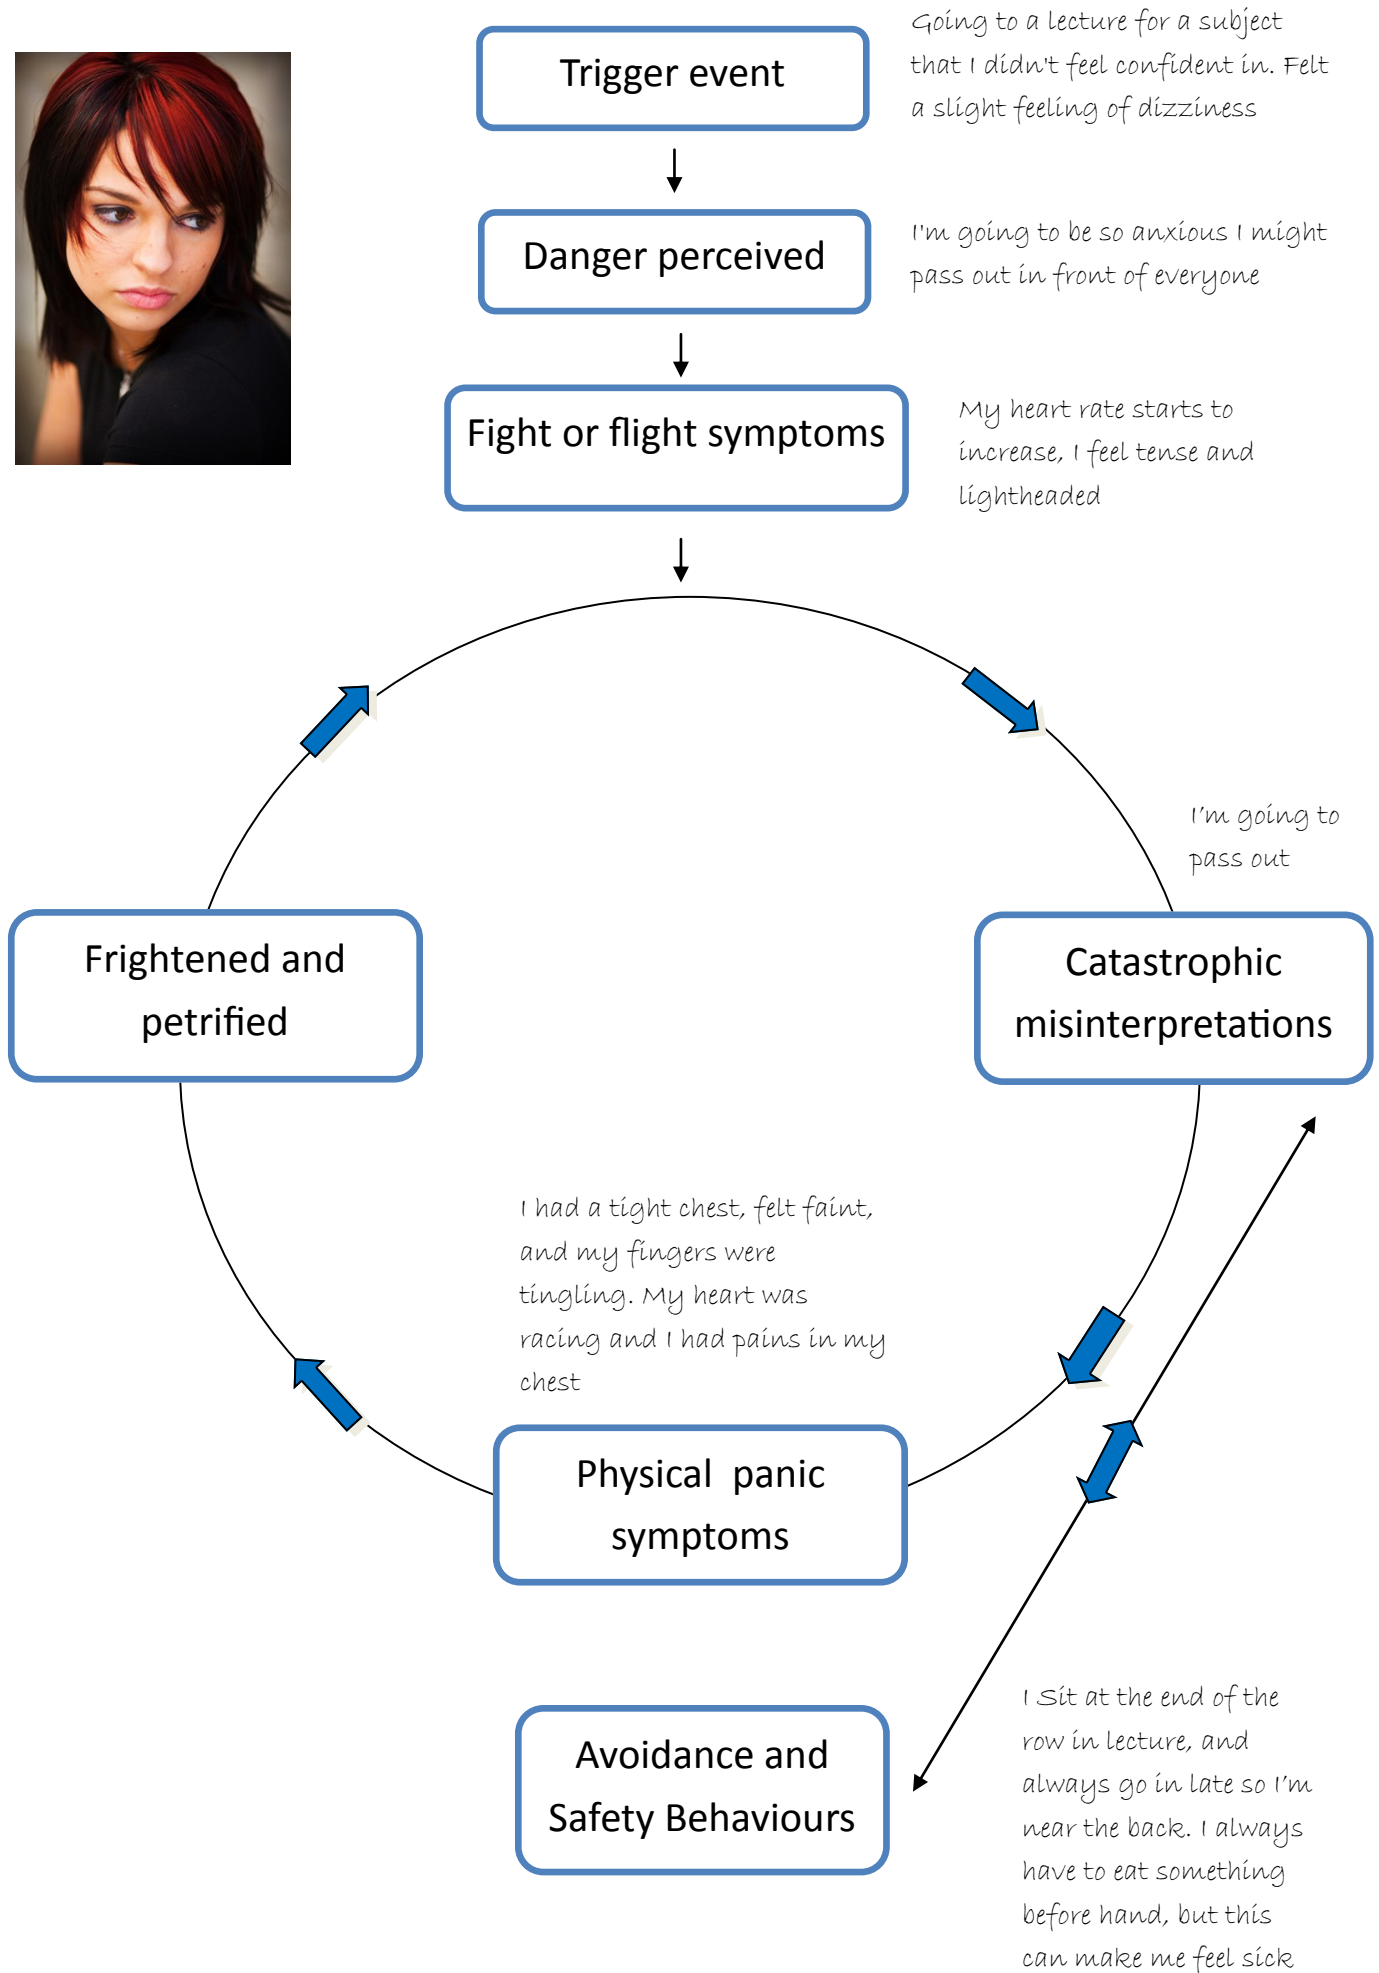 Trigger event
Going to a lecture for a subject
that I didn't feel confident in. Felt
a slight feeling of dizziness
Danger perceived
I'm going to be so anxious I might
pass out in front of everyone
Fight or flight symptoms
My heart rate starts to
increase, I feel tense and
lightheaded
I'm going to
pass out
Frightened and
petrified
Catastrophic
misinterpretations
I had a tight chest, felt faint,
and my fingers were
tingling. My heart was
racing and I had pains in my
chest
Physical panic
symptoms
Avoidance and
Safety Behaviours
I Sit at the end of the
row in lecture, and
always go in late so I'm
near the back. I always
have to eat something
before hand, but this
can make me feel sick